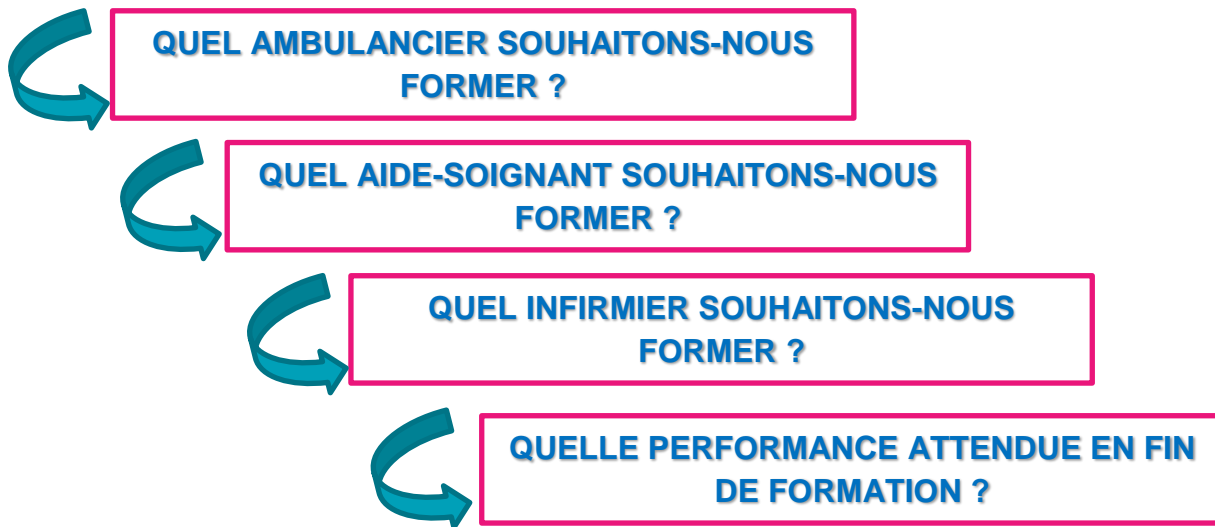 QUEL AMBULANCIER SOUHAITONS-NOUS
FORMER ?
QUEL AIDE-SOIGNANT SOUHAITONS-NOUS
FORMER ?
QUEL INFIRMIER SOUHAITONS-NOUS
FORMER ?
QUELLE PERFORMANCE ATTENDUE EN FIN
DE FORMATION ?